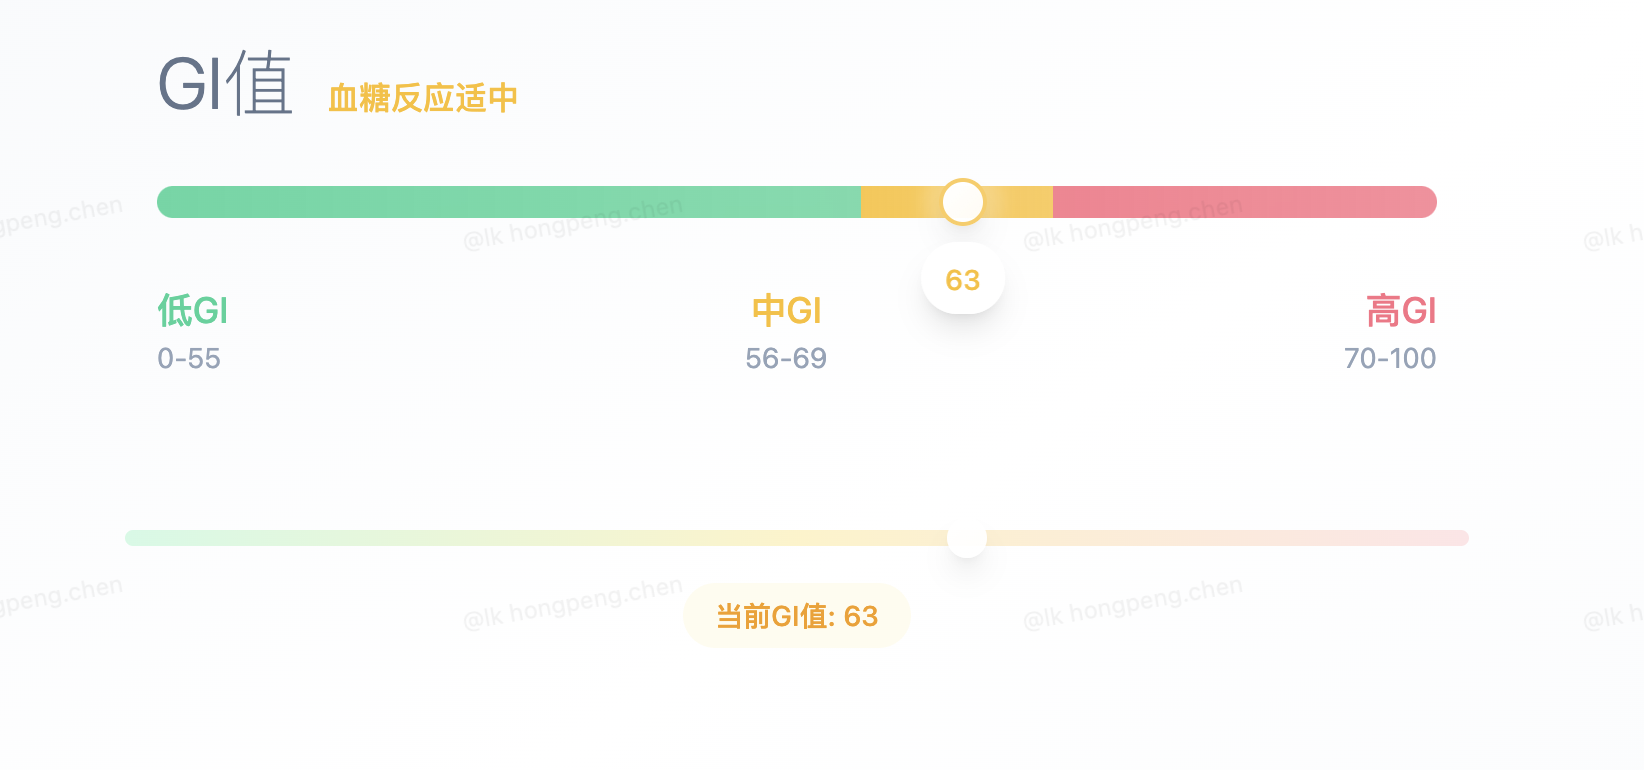 GI值 血糖反应适中
gpeng.chen
@lk hongpeng.chen
@lk hongpeng.chen
@lk h
63
低GI
中GI
高GI
0-55
56-69
70-100
gpeng.chen
@lk hongpeng.chen
@lk hongpeng.chen
@lk h
当前GI值: 63